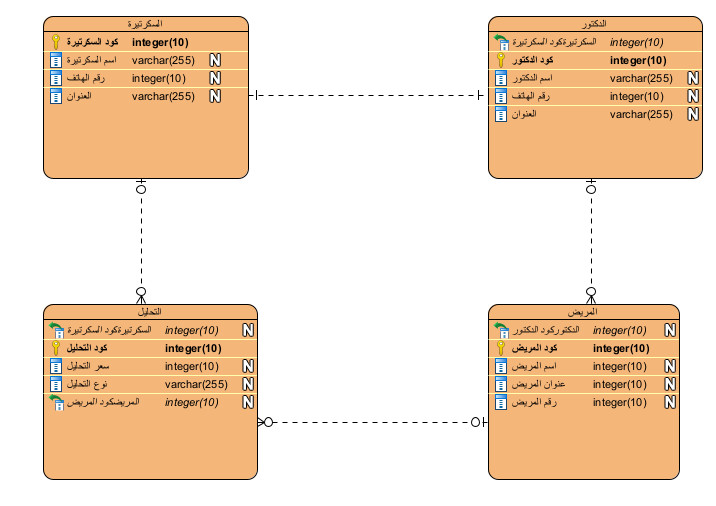 السكرتيرة
كود السكرتيرة integer(10)
اسم السكرتيرة varchar(255) N
رقم الهاتف integer(10) N
العنوان varchar(255) N
الدكتور
السكرتيرةكود السكرتيرة integer(10)
كود الدكتور integer(10)
اسم الدكتور varchar(255) N
رقم الهاتف integer(10) N
العنوان varchar(255) N
التحليل
السكرتيرةكود السكرتيرة integer(10) N
كود التحليل integer(10)
سعر التحليل integer(10) N
نوع التحليل varchar(255) N
المريضكود المريض integer(10) N
المريض
الدكتوركود الدكتور integer(10) N
كود المريض integer(10)
اسم المريض integer(10) N
عنوان المريض integer(10) N
رقم المريض integer(10) N